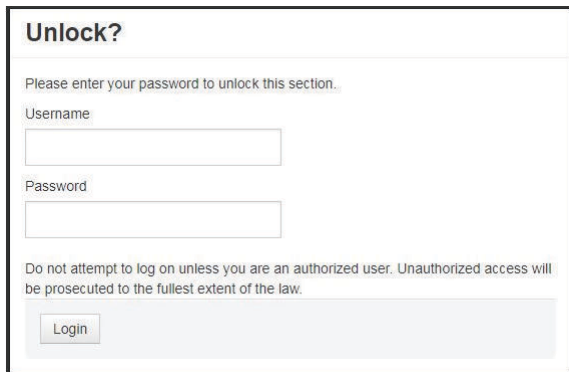 Unlock?
Please enter your password to unlock this section.
Username
Password
Do not attempt to log on unless you are an authorized user. Unauthorized access will
be prosecuted to the fullest extent of the law.
Login